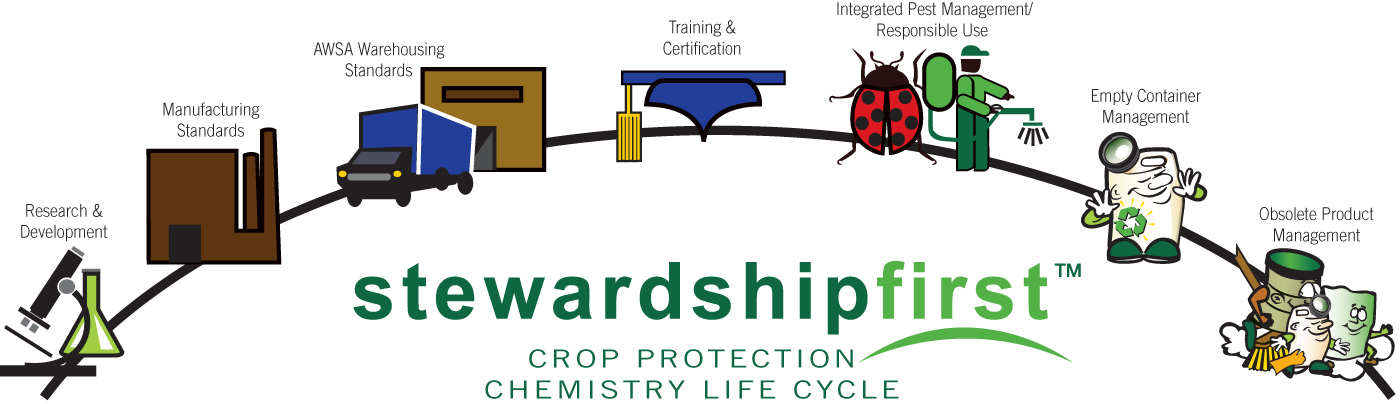 Research &
Development
Manufacturing
Standards
AWSA Warehousing
Standards
Training &
Certification
Integrated Pest Management/
Responsible Use
Empty Container
Management
Obsolete Product
Management
stewardshipfirst™
CROP PROTECTION
CHEMISTRY LIFE CYCLE